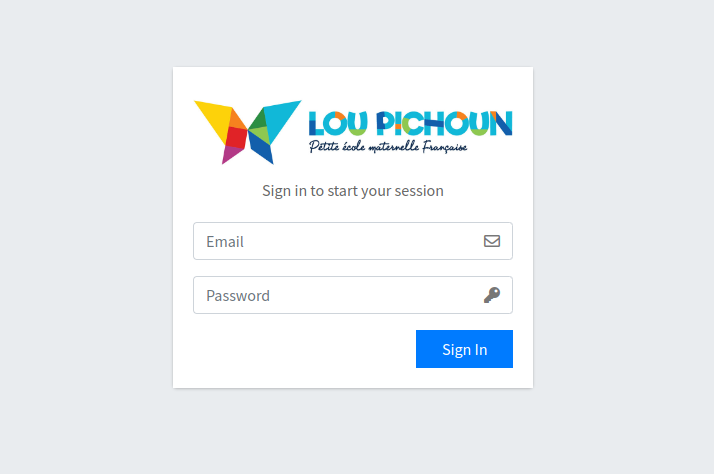 LOU PICHOUN
Petite école maternelle Française
Sign in to start your session
Email
Password
Sign In